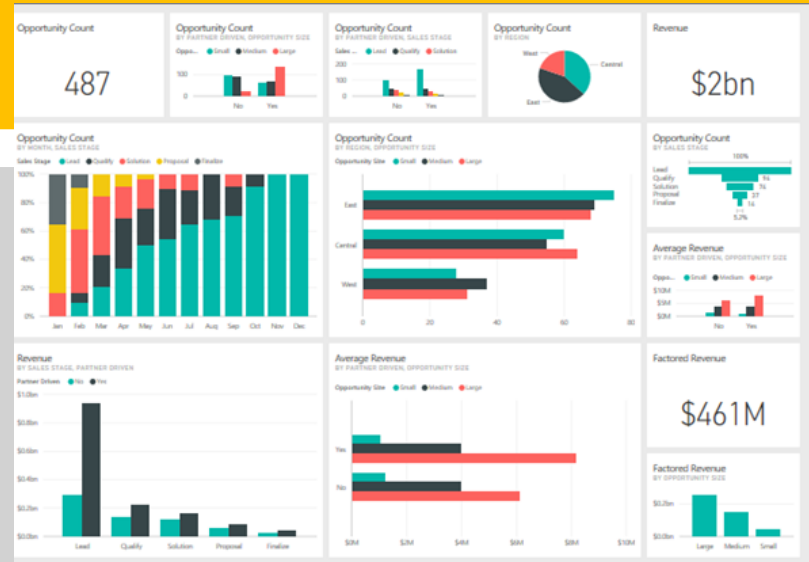 Opportunity Count
487
Opportunity Count
BY PARTNER DRIVEN, OPPORTUNITY SIZE
Oppo... Small Medium Large
100
0
No Yes
Opportunity Count
BY PARTNER DRIVEN, SALES STAGE
Sales ... Lead Qualify Solution
200
100
0
No Yes
Opportunity Count
BY REGION
West
Central
East
Revenue
$2bn
Opportunity Count
BY MONTH, SALES STAGE
Sales Stage Lead Qualify Solution Proposal Finalize
100%
80%
60%
40%
20%
0%
Jan Feb Mar Apr May Jun Jul Aug Sep Oct Nov Dec
Opportunity Count
BY REGION, OPPORTUNITY SIZE
Opportunity Size Small Medium Large
East
Central
West
0 20 40 60 80
Opportunity Count
BY SALES STAGE
100%
Lead
Qualify 94
Solution 76
Proposal 37
Finalize 14
5.2%
Average Revenue
BY PARTNER DRIVEN, OPPORTUNITY SIZE
Oppo... Small Medium Large
$10M
$5M
$0M
No Yes
Revenue
BY SALES STAGE, PARTNER DRIVEN
Partner Driven No Yes
$1.0bn
$0.8bn
$0.6bn
$0.4bn
$0.2bn
$0.0bn
Lead Qualify Solution Proposal Finalize
Average Revenue
BY PARTNER DRIVEN, OPPORTUNITY SIZE
Opportunity Size Small Medium Large
Yes
No
$0M $2M $4M $6M $8M $10M
Factored Revenue
$461M
Factored Revenue
BY OPPORTUNITY SIZE
$0.2bn
$0.0bn
Large Medium Small